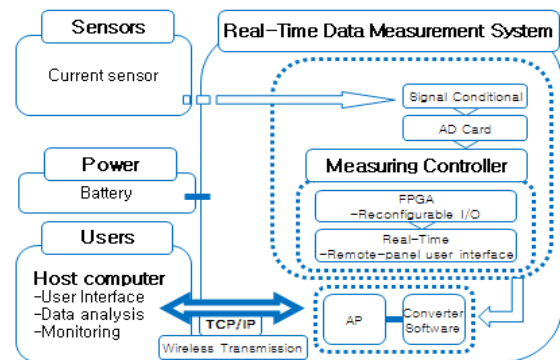 Sensors
Current sensor
Power
Battery
Users
Host computer
-User Interface
-Data analysis
-Monitoring
TCP/IP
Wireless Transmission
Real-Time Data Measurement System
Signal Conditional
AD Card
Measuring Controller
FPGA
-Reconfigurable I/O
Real-Time
-Remote-panel user interface
AP
Converter
Software